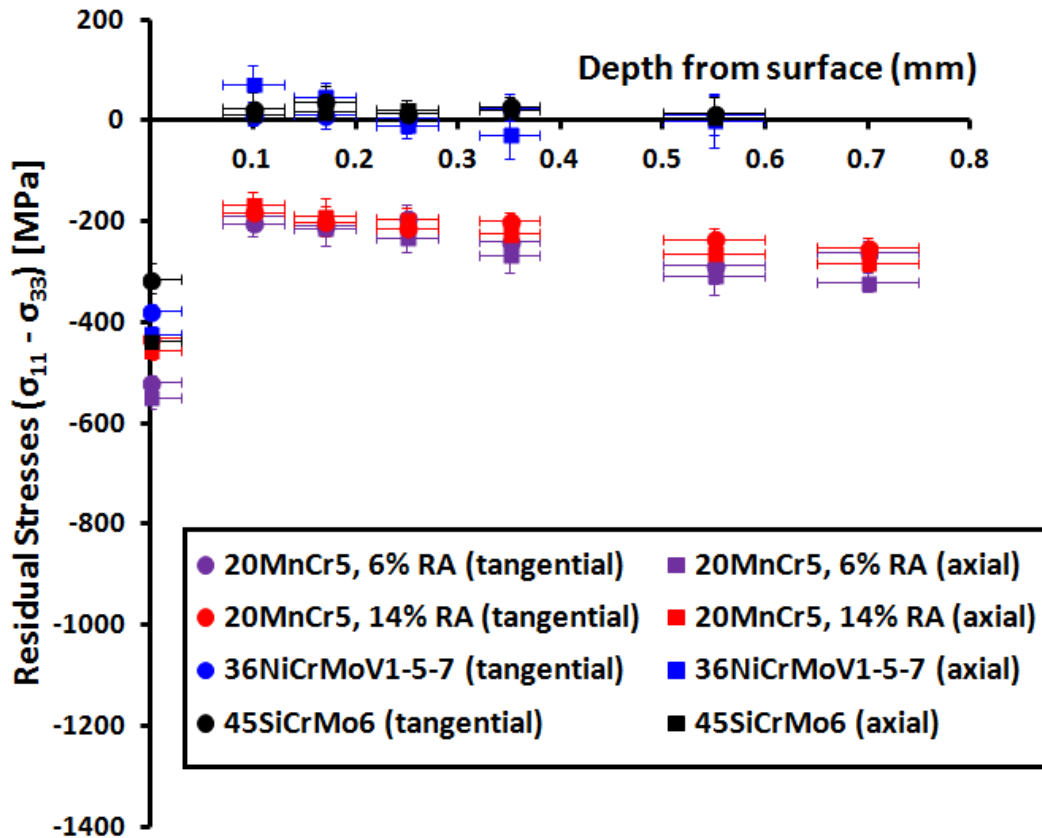 200
Depth from surface (mm)
0
0.1 0.2 0.3 0.4 0.5 0.6 0.7 0.8
-200
-400
-600
-800
-1000
-1200
-1400
Residual Stresses (σ₁₁ - σ₃₃) [MPa]
20MnCr5, 6% RA (tangential) 20MnCr5, 6% RA (axial)
20MnCr5, 14% RA (tangential) 20MnCr5, 14% RA (axial)
36NiCrMoV1-5-7 (tangential) 36NiCrMoV1-5-7 (axial)
45SiCrMo6 (tangential) 45SiCrMo6 (axial)